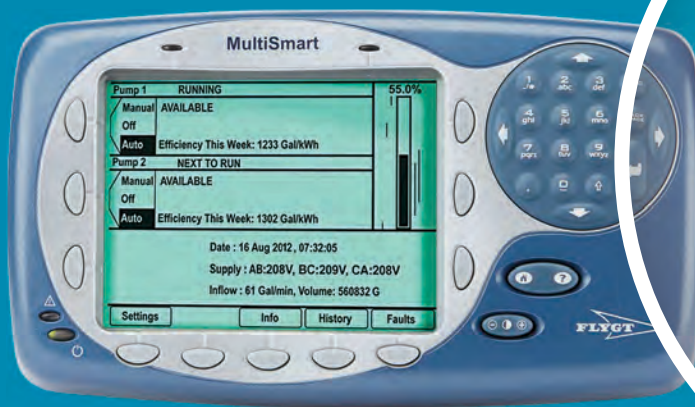 MultiSmart
Pump 1 RUNNING 55.0%
Manual AVAILABLE
Off
Auto Efficiency This Week: 1233 Gal/kWh
Pump 2 NEXT TO RUN
Manual AVAILABLE
Off
Auto Efficiency This Week: 1302 Gal/kWh
Date : 16 Aug 2012, 07:32:05
Supply : AB:208V, BC:209V, CA:208V
Inflow : 61 Gal/min, Volume: 560832 G
Settings Info History Faults
1 2 abc 3 def
4 ghi 5 jkl 6 mno
7 pqrs 8 tuv 9 wxyz
. 0
?
FLYGT